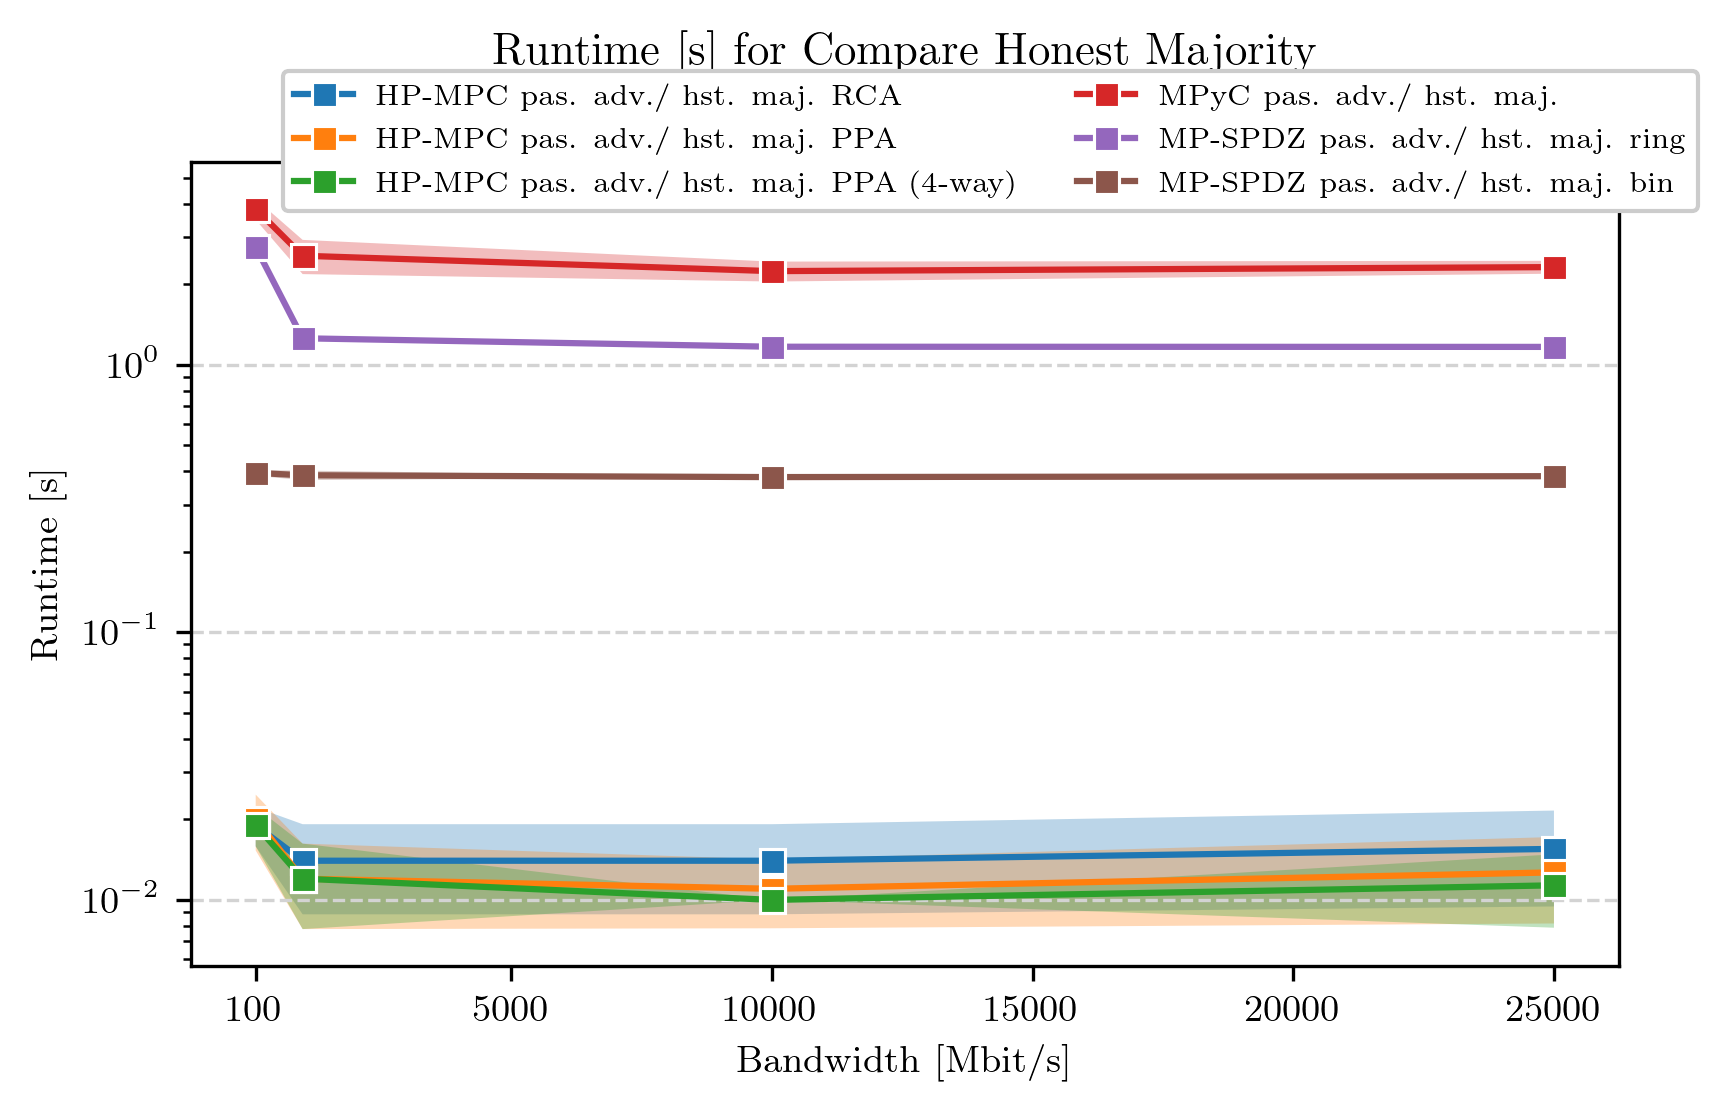 Runtime [s] for Compare Honest Majority
HP-MPC pas. adv./ hst. maj. RCA
HP-MPC pas. adv./ hst. maj. PPA
HP-MPC pas. adv./ hst. maj. PPA (4-way)
MPyC pas. adv./ hst. maj.
MP-SPDZ pas. adv./ hst. maj. ring
MP-SPDZ pas. adv./ hst. maj. bin
Runtime [s]
10⁰
10⁻¹
10⁻²
100 5000 10000 15000 20000 25000
Bandwidth [Mbit/s]